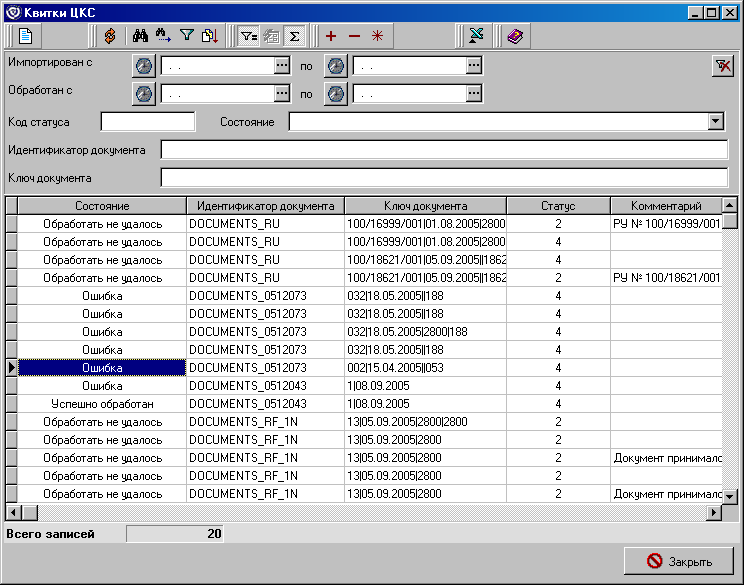 Квитки ЦКС
Импортирован с . . ... по . . ...
Обработан с . . ... по . . ...
Код статуса Состояние
Идентификатор документа
Ключ документа
Состояние Идентификатор документа Ключ документа Статус Комментарий
Обработать не удалось DOCUMENTS_RU 100/16999/001|01.08.2005|2800 2 РУ № 100/16999/001
Обработать не удалось DOCUMENTS_RU 100/16999/001|01.08.2005|2800 4
Обработать не удалось DOCUMENTS_RU 100/18621/001|05.09.2005||1862 4
Обработать не удалось DOCUMENTS_RU 100/18621/001|05.09.2005||1862 2 РУ № 100/18621/001
Ошибка DOCUMENTS_0512073 032|18.05.2005||188 4
Ошибка DOCUMENTS_0512073 032|18.05.2005||188 4
Ошибка DOCUMENTS_0512073 032|18.05.2005|2800|188 4
Ошибка DOCUMENTS_0512073 032|18.05.2005||188 4
Ошибка DOCUMENTS_0512073 002|15.04.2005||053 4
Ошибка DOCUMENTS_0512043 1|08.09.2005 4
Успешно обработан DOCUMENTS_0512043 1|08.09.2005 4
Обработать не удалось DOCUMENTS_RF_1N 13|05.09.2005|2800|2800 2
Обработать не удалось DOCUMENTS_RF_1N 13|05.09.2005|2800 2
Обработать не удалось DOCUMENTS_RF_1N 13|05.09.2005|2800 2 Документ принималс
Обработать не удалось DOCUMENTS_RF_1N 13|05.09.2005|2800 2
Обработать не удалось DOCUMENTS_RF_1N 13|05.09.2005|2800 2 Документ принималс
Всего записей 20
Закрыть